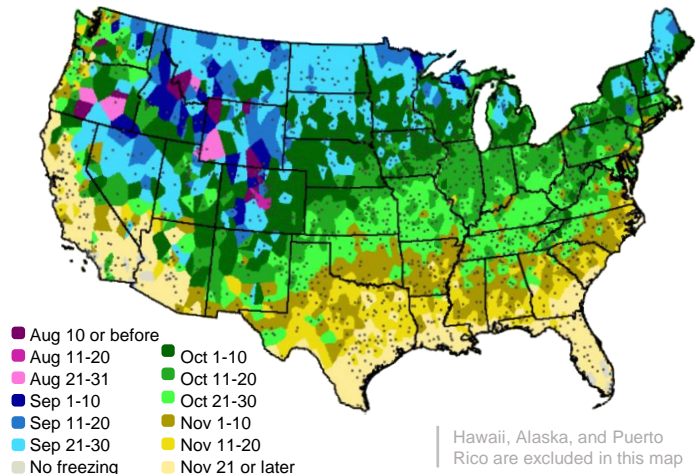 Aug 10 or before
Aug 11-20
Aug 21-31
Sep 1-10
Sep 11-20
Sep 21-30
No freezing
Oct 1-10
Oct 11-20
Oct 21-30
Nov 1-10
Nov 11-20
Nov 21 or later
Hawaii, Alaska, and Puerto
Rico are excluded in this map